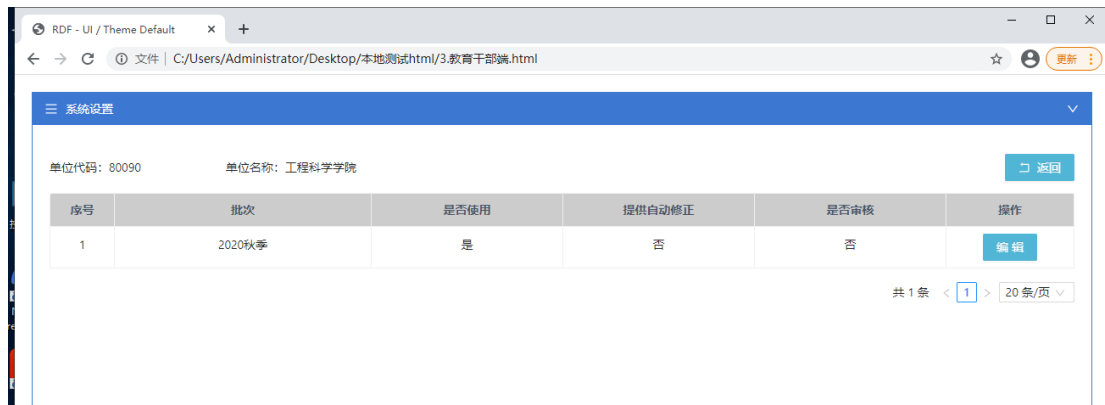 RDF - UI / Theme Default
文件 | C:/Users/Administrator/Desktop/本地测试html/3.教育干部端.html
更新
系统设置
单位代码：80090 单位名称：工程科学学院 返回
序号 批次 是否使用 提供自动修正 是否审核 操作
1 2020秋季 是 否 否 编辑
共 1 条 < 1 > 20 条/页